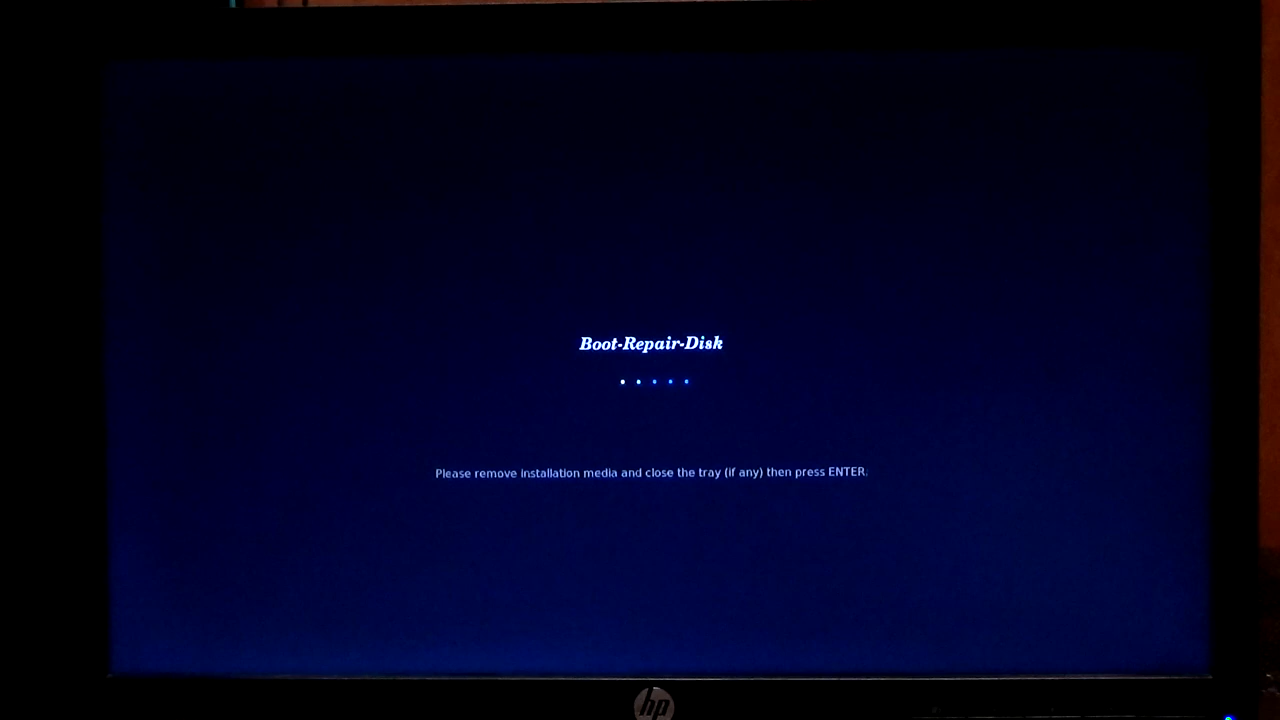 Boot-Repair-Disk
Please remove installation media and close the tray (if any) then press ENTER.
hp